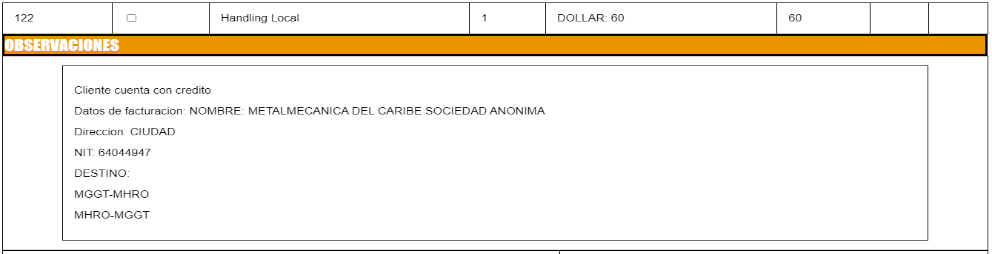 122 Handling Local 1 DOLLAR: 60 60
OBSERVACIONES
Cliente cuenta con credito
Datos de facturacion: NOMBRE: METALMECANICA DEL CARIBE SOCIEDAD ANONIMA
Direccion: CIUDAD
NIT: 64044947
DESTINO:
MGGT-MHRO
MHRO-MGGT